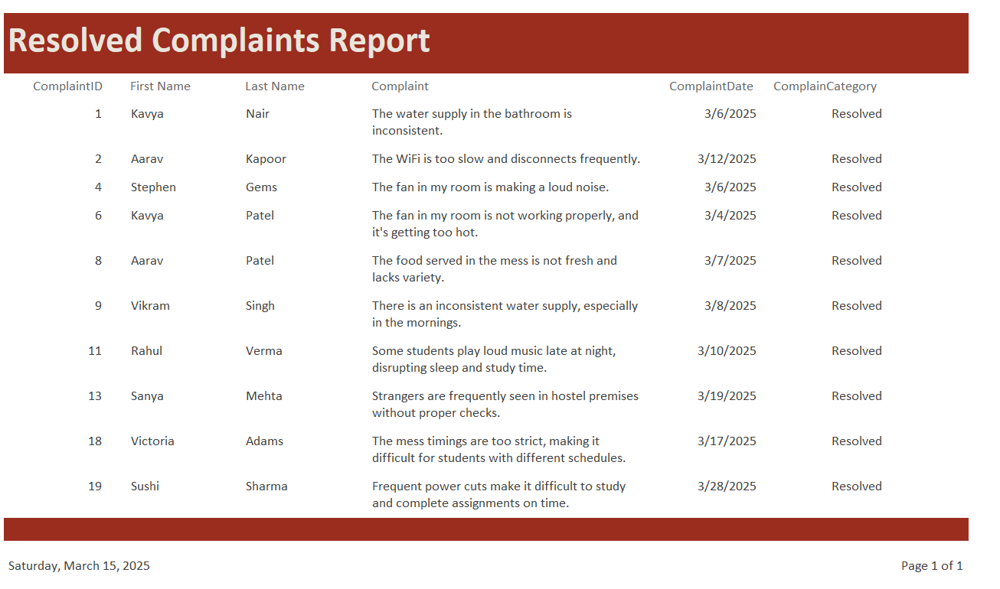 Resolved Complaints Report
ComplaintID First Name Last Name Complaint ComplaintDate ComplainCategory
1 Kavya Nair The water supply in the bathroom is 3/6/2025 Resolved
inconsistent.
2 Aarav Kapoor The WiFi is too slow and disconnects frequently. 3/12/2025 Resolved
4 Stephen Gems The fan in my room is making a loud noise. 3/6/2025 Resolved
6 Kavya Patel The fan in my room is not working properly, and 3/4/2025 Resolved
it's getting too hot.
8 Aarav Patel The food served in the mess is not fresh and 3/7/2025 Resolved
lacks variety.
9 Vikram Singh There is an inconsistent water supply, especially 3/8/2025 Resolved
in the mornings.
11 Rahul Verma Some students play loud music late at night, 3/10/2025 Resolved
disrupting sleep and study time.
13 Sanya Mehta Strangers are frequently seen in hostel premises 3/19/2025 Resolved
without proper checks.
18 Victoria Adams The mess timings are too strict, making it 3/17/2025 Resolved
difficult for students with different schedules.
19 Sushi Sharma Frequent power cuts make it difficult to study 3/28/2025 Resolved
and complete assignments on time.
Saturday, March 15, 2025 Page 1 of 1